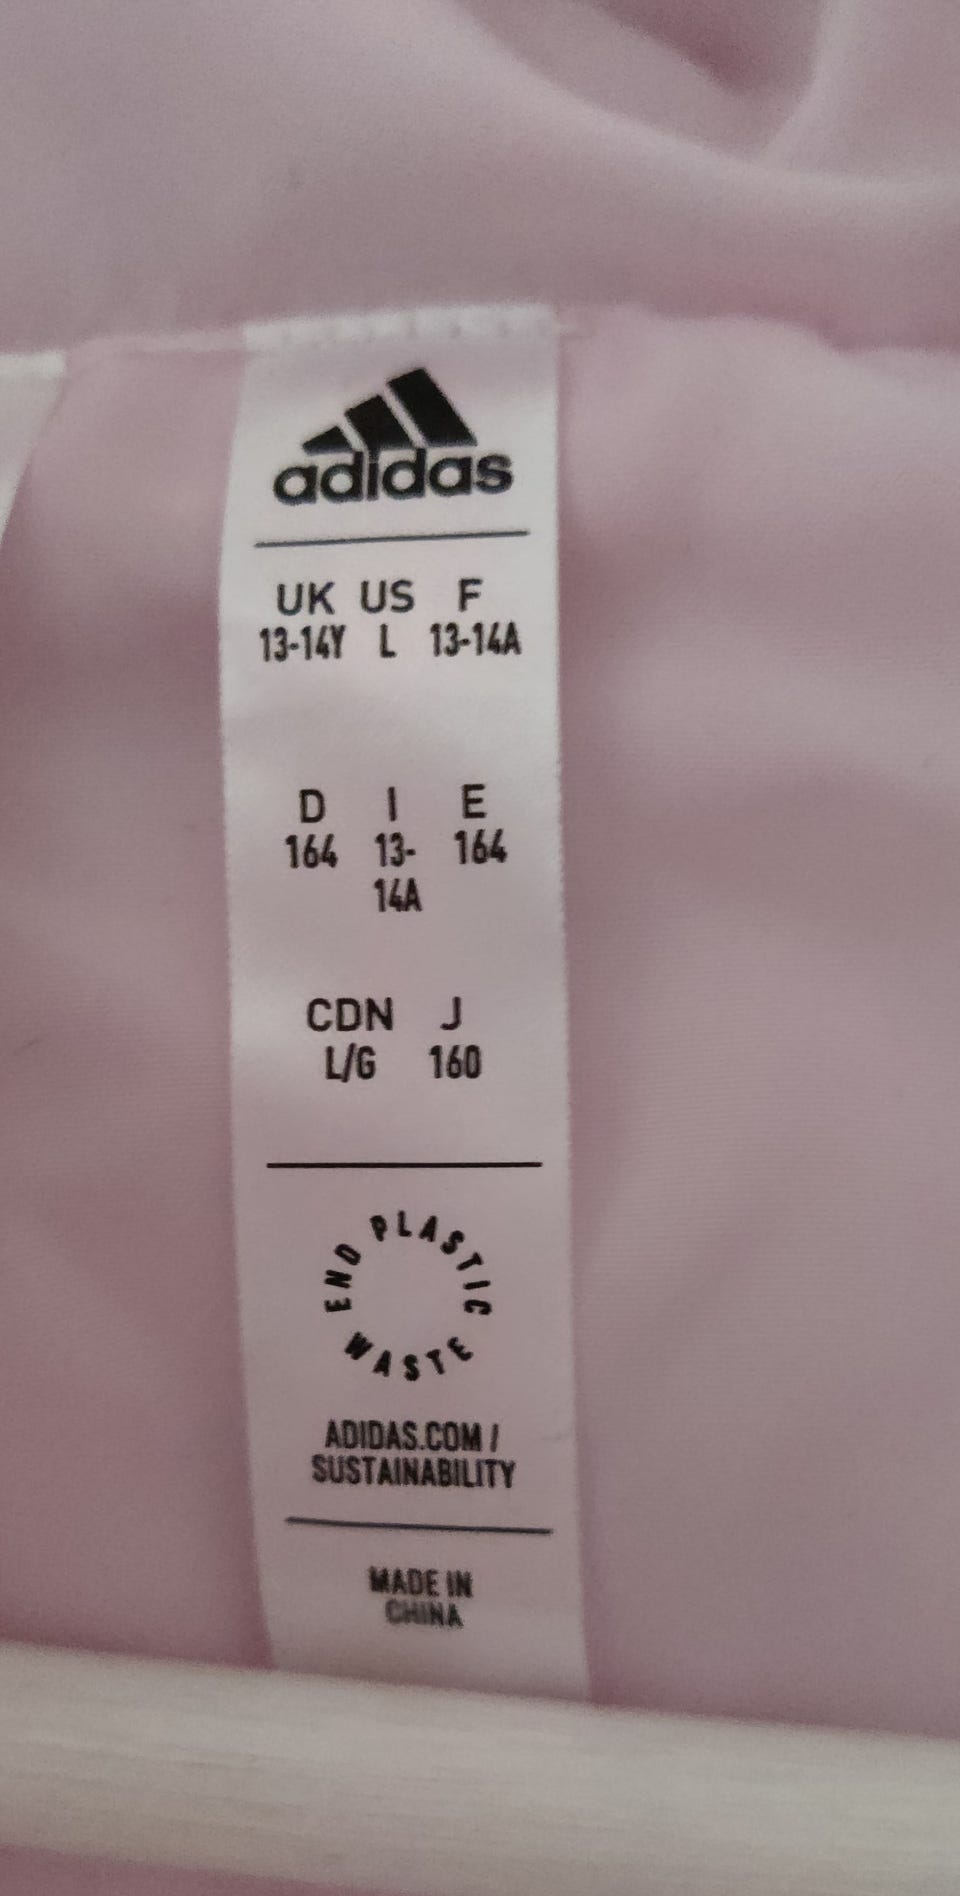 adidas
UK US F
13-14Y L 13-14A
D I E
164 13- 164
14A
CDN J
L/G 160
END PLASTIC WASTE
ADIDAS.COM /
SUSTAINABILITY
MADE IN
CHINA